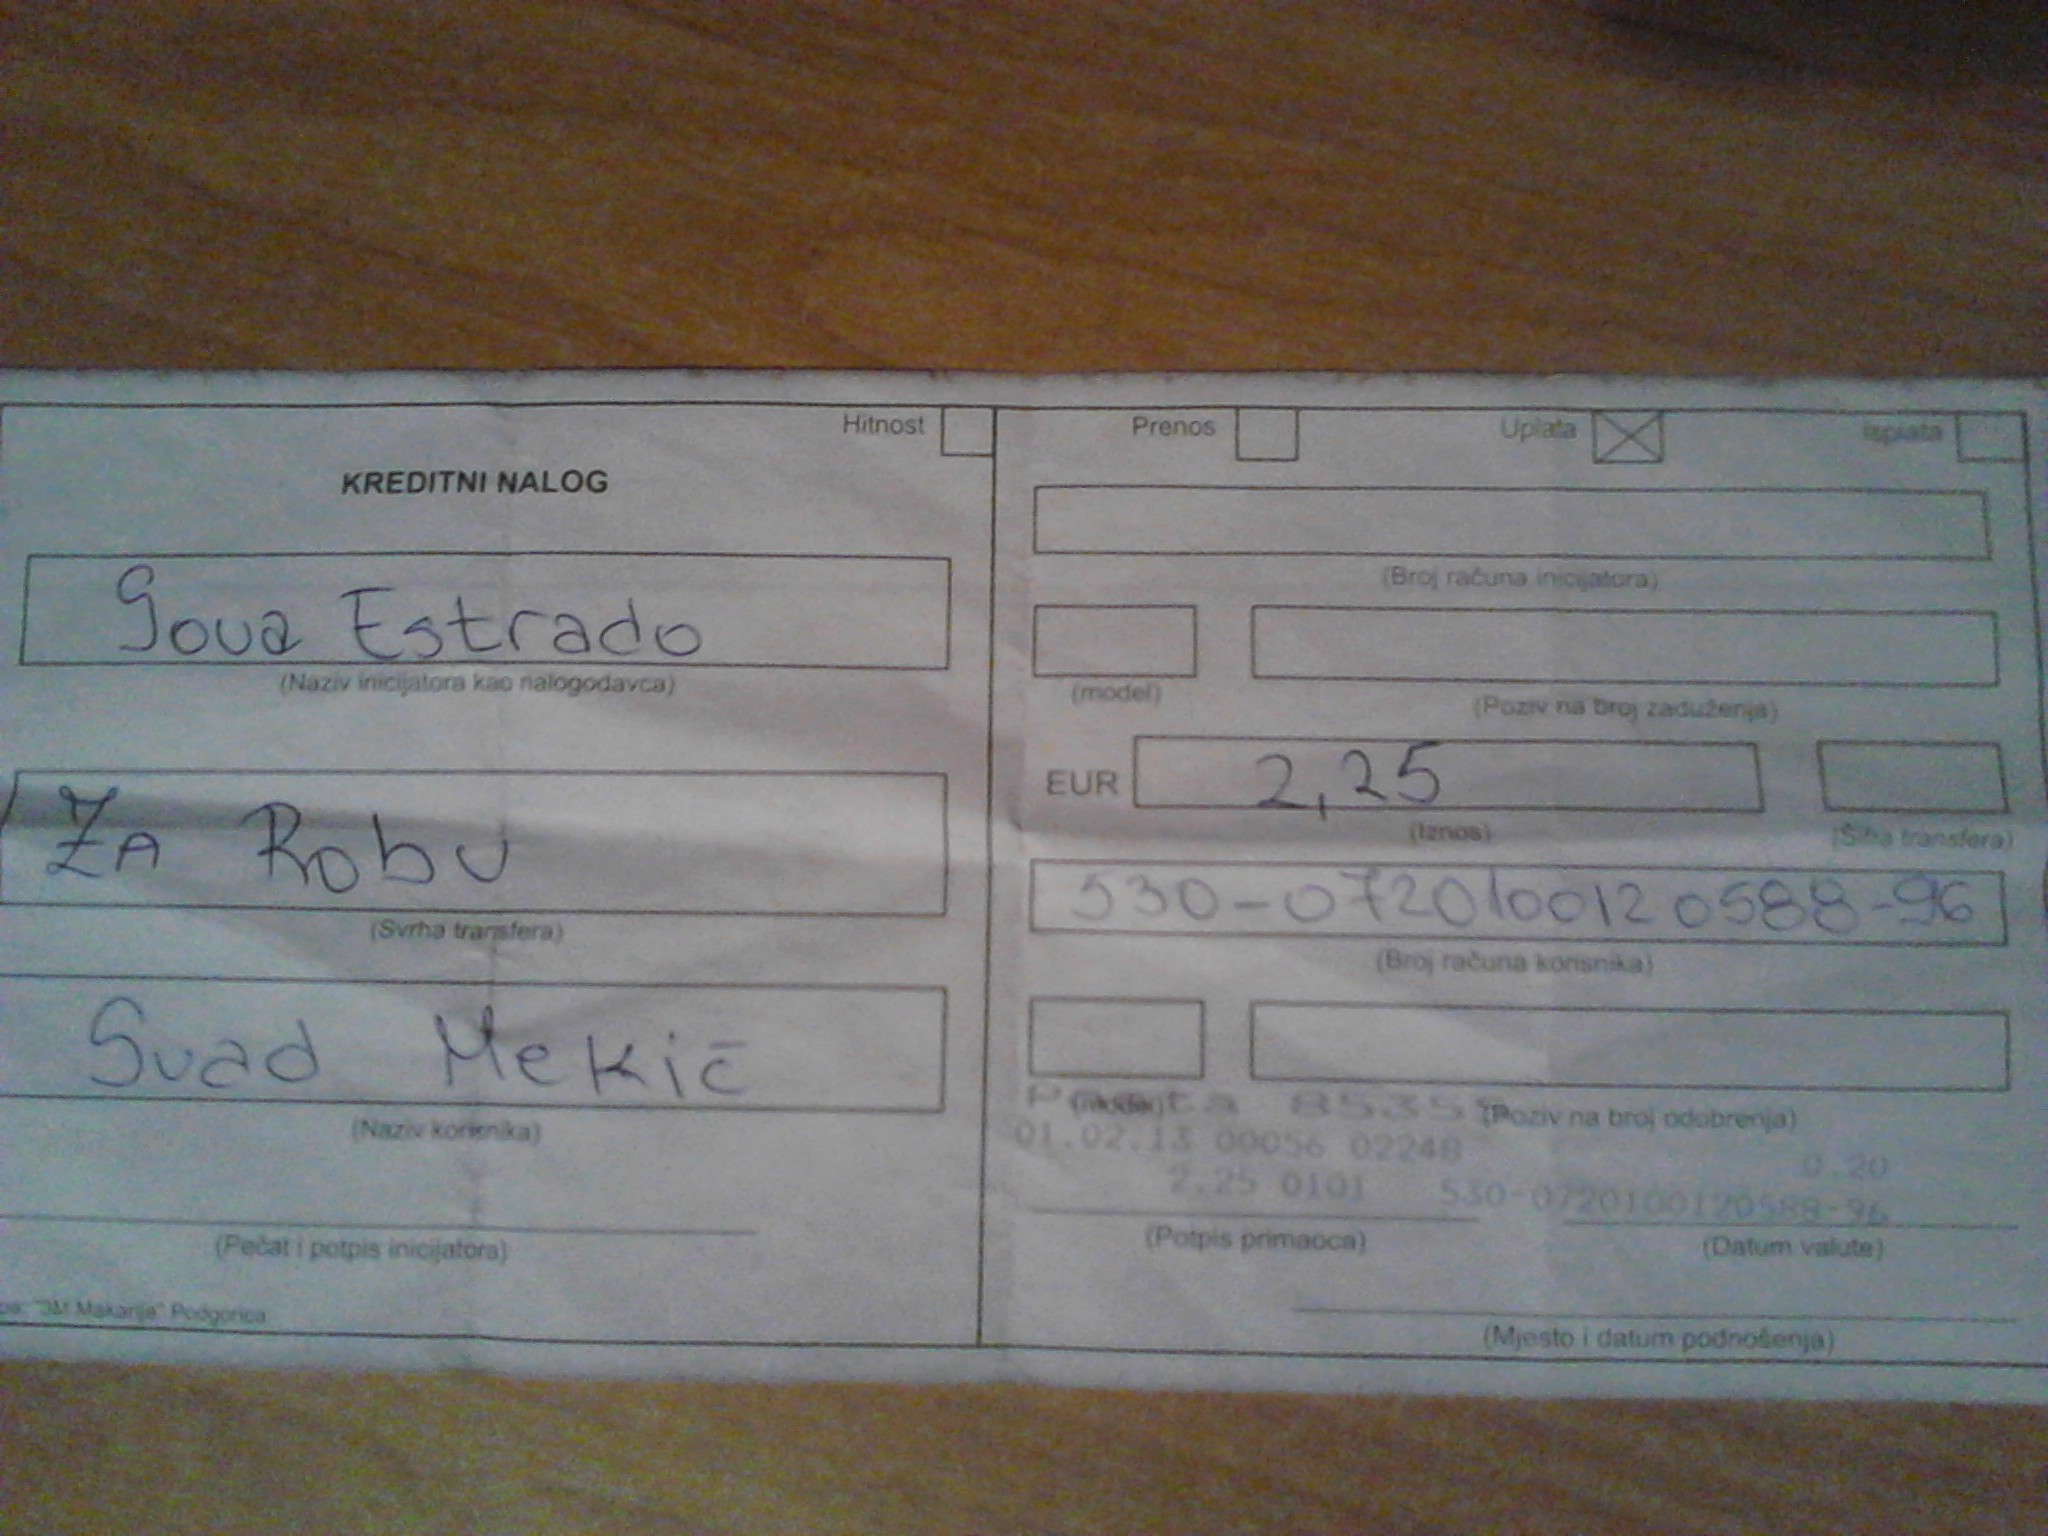 Hitnost
KREDITNI NALOG
Gova Estrado
(Naziv inicijatora kao nalogodavca)
ZA Robu
(Svrha transfera)
Suad Mekić
(Naziv korisnika)
(Pečat i potpis inicijatora)
"3M Makarije" Podgorica
Prenos Uplata Isplata
(Broj računa inicijatora)
(model) (Poziv na broj zaduženja)
EUR 2,25
(Iznos) (Šifra transfera)
530-0720100120588-96
(Broj računa korisnika)
(model) (Poziv na broj odobrenja)
01.02.13 00056 02248 0.20
2,25 0101 530-0720100120588-96
(Potpis primaoca) (Datum valute)
(Mjesto i datum podnošenja)